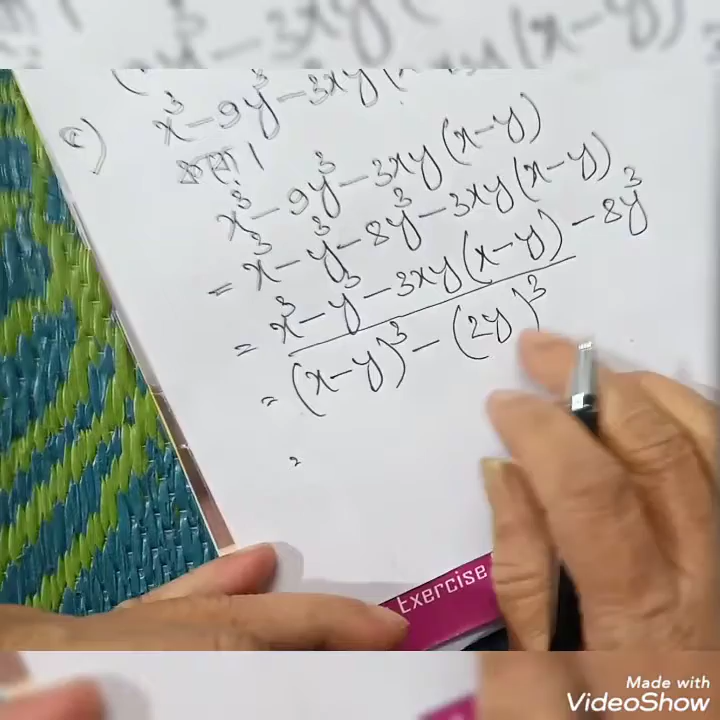 c) x³ - 9y³ - 3xy(x
x³ - 9y³ - 3xy(x-y)
= x³ - y³ - 8y³ - 3xy(x-y)
= x³ - y³ - 3xy(x-y) - 8y³
= (x-y)³ - (2y)³
=
Exercise
Made with
VideoShow